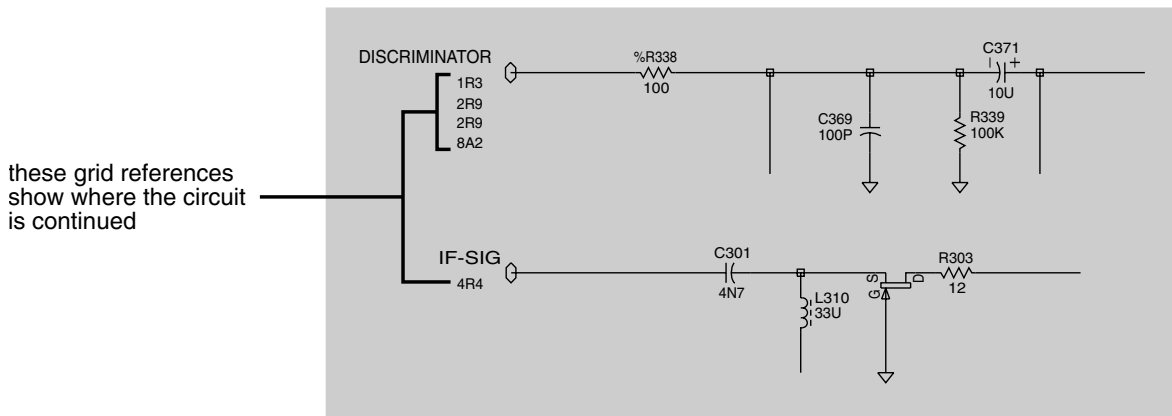 DISCRIMINATOR
1R3
2R9
2R9
8A2
%R338
100
C371
– +
10U
C369
100P
R339
100K
these grid references
show where the circuit
is continued
IF-SIG
4R4
C301
4N7
L310
33U
G S D
R303
12